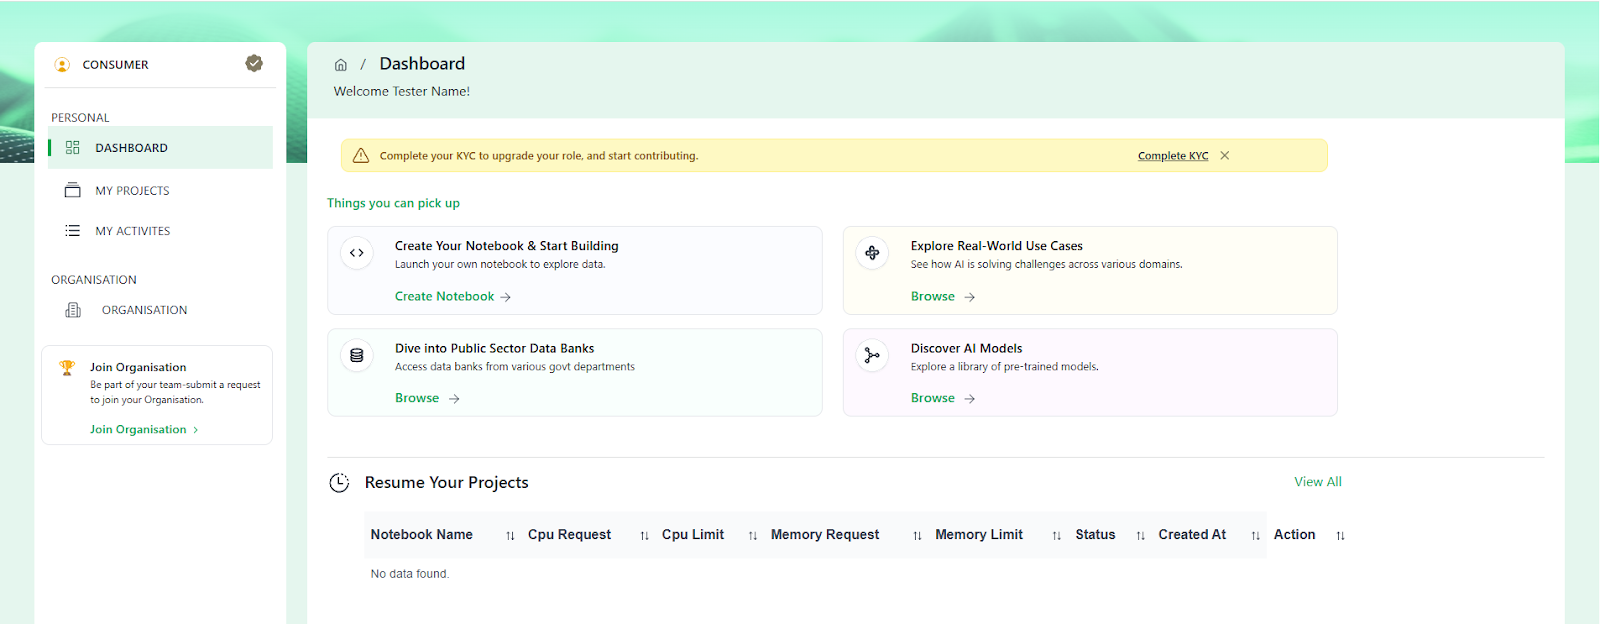 CONSUMER
PERSONAL
DASHBOARD
MY PROJECTS
MY ACTIVITES
ORGANISATION
ORGANISATION
Join Organisation
Be part of your team-submit a request
to join your Organisation.
Join Organisation
/ Dashboard
Welcome Tester Name!
Complete your KYC to upgrade your role, and start contributing.
Complete KYC
Things you can pick up
Create Your Notebook & Start Building
Launch your own notebook to explore data.
Create Notebook
Explore Real-World Use Cases
See how AI is solving challenges across various domains.
Browse
Dive into Public Sector Data Banks
Access data banks from various govt departments
Browse
Discover AI Models
Explore a library of pre-trained models.
Browse
Resume Your Projects
View All
Notebook Name Cpu Request Cpu Limit Memory Request Memory Limit Status Created At Action
No data found.